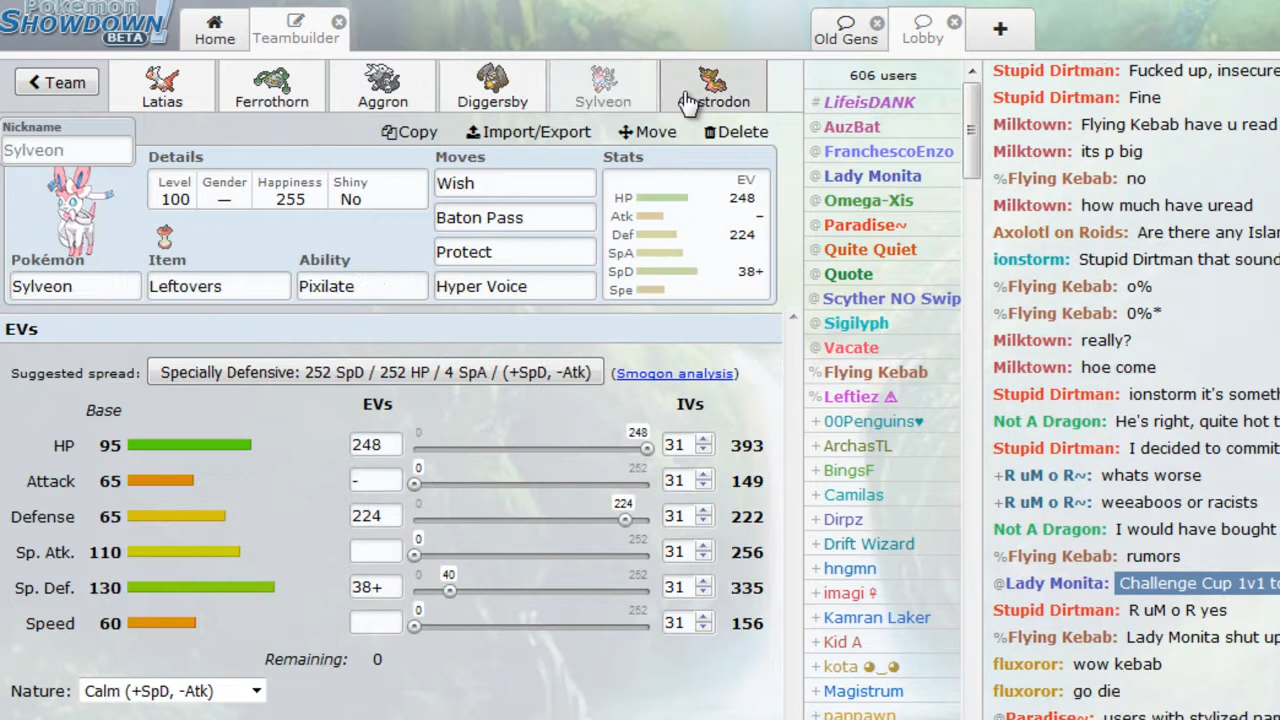 Pokémon
SHOWDOWN
BETA
Home
Teambuilder
Old Gens
Lobby
Team
Latias
Ferrothorn
Aggron
Diggersby
Sylveon
606 users
Nickname
Sylveon
Copy
Import/Export
Move
Delete
Details
Moves
Stats
Level
100
Gender
—
Happiness
255
Shiny
No
Wish
Baton Pass
Protect
Hyper Voice
EV
HP 248
Atk –
Def 224
SpA
SpD 38+
Spe
Pokémon
Sylveon
Item
Leftovers
Ability
Pixilate
EVs
Suggested spread: Specially Defensive: 252 SpD / 252 HP / 4 SpA / (+SpD, -Atk) (Smogon analysis)
Base EVs IVs
HP 95 248 0 248 31 393
Attack 65 - 0 252 31 149
Defense 65 224 0 224 31 222
Sp. Atk. 110 0 252 31 256
Sp. Def. 130 38+ 0 40 252 31 335
Speed 60 0 252 31 156
Remaining: 0
Nature: Calm (+SpD, -Atk)
# LifeisDANK
@ AuzBat
@ FranchescoEnzo
@ Lady Monita
@ Omega-Xis
@ Paradise~
@ Quite Quiet
@ Quote
@ Scyther NO Swip
@ Sigilyph
@ Vacate
% Flying Kebab
% Leftiez ⚠
+ 00Penguins♥
+ ArchasTL
+ BingsF
+ Camilas
+ Dirpz
+ Drift Wizard
+ hngmn
+ imagi ♀
+ Kamran Laker
+ Kid A
+ kota ◕_◕
+ Magistrum
+ panpawn
Stupid Dirtman: Fucked up, insecure
Stupid Dirtman: Fine
Milktown: Flying Kebab have u read
Milktown: its p big
%Flying Kebab: no
Milktown: how much have uread
Axolotl on Roids: Are there any Islar
ionstorm: Stupid Dirtman that sound
%Flying Kebab: o%
%Flying Kebab: 0%*
Milktown: really?
Milktown: hoe come
Stupid Dirtman: ionstorm it's someth
Not A Dragon: He's right, quite hot t
Stupid Dirtman: I decided to commit
+R uM o R~: whats worse
+R uM o R~: weeaboos or racists
Not A Dragon: I would have bought
%Flying Kebab: rumors
@Lady Monita: Challenge Cup 1v1 to
Stupid Dirtman: R uM o R yes
%Flying Kebab: Lady Monita shut up
fluxoror: wow kebab
fluxoror: go die
@Paradise~: users with stylized